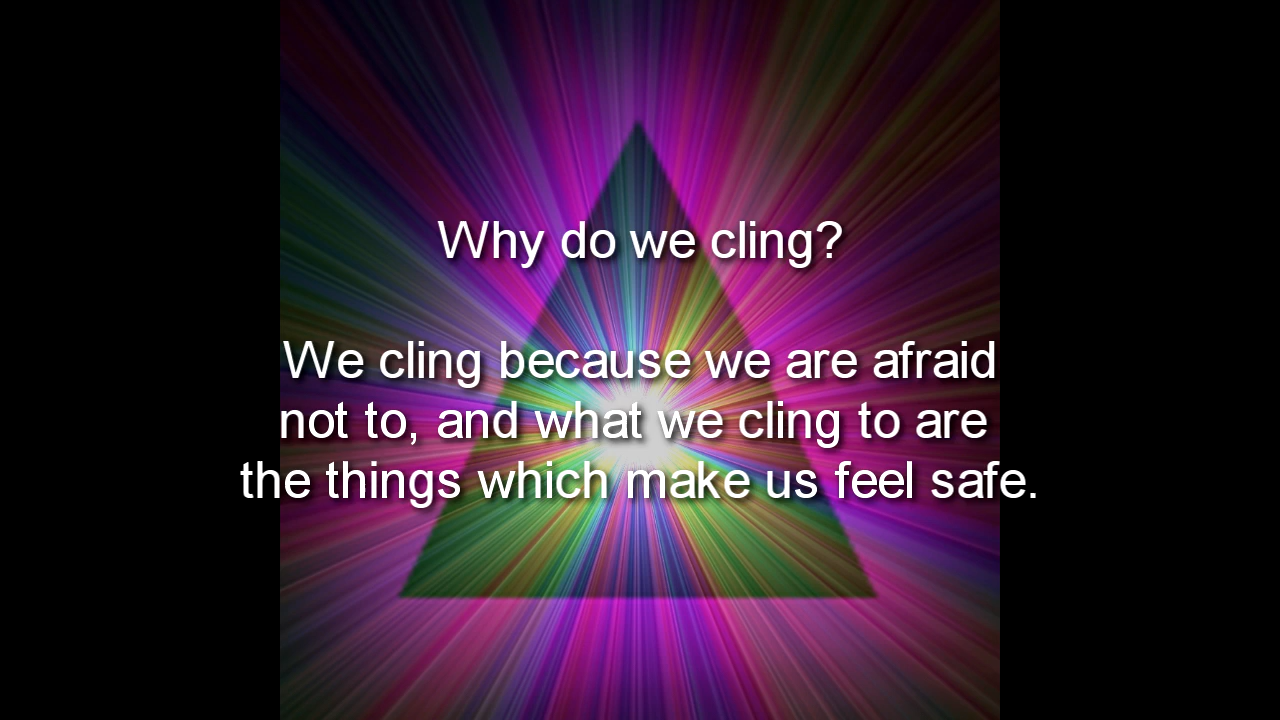 Why do we cling?
We cling because we are afraid
not to, and what we cling to are
the things which make us feel safe.